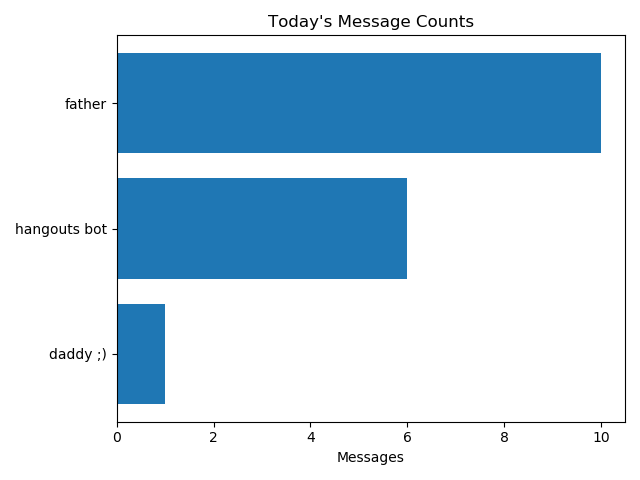 Today's Message Counts
father
hangouts bot
daddy ;)
0 2 4 6 8 10
Messages